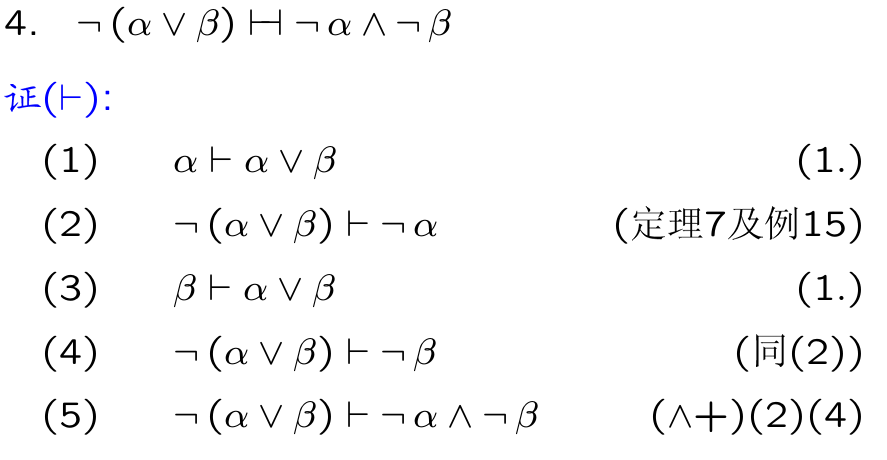 4. ¬(α ∨ β) ⊢⊣ ¬α ∧ ¬β
证(⊢):
(1) α ⊢ α ∨ β (1.)
(2) ¬(α ∨ β) ⊢ ¬α (定理7及例15)
(3) β ⊢ α ∨ β (1.)
(4) ¬(α ∨ β) ⊢ ¬β (同(2))
(5) ¬(α ∨ β) ⊢ ¬α ∧ ¬β (∧+)(2)(4)